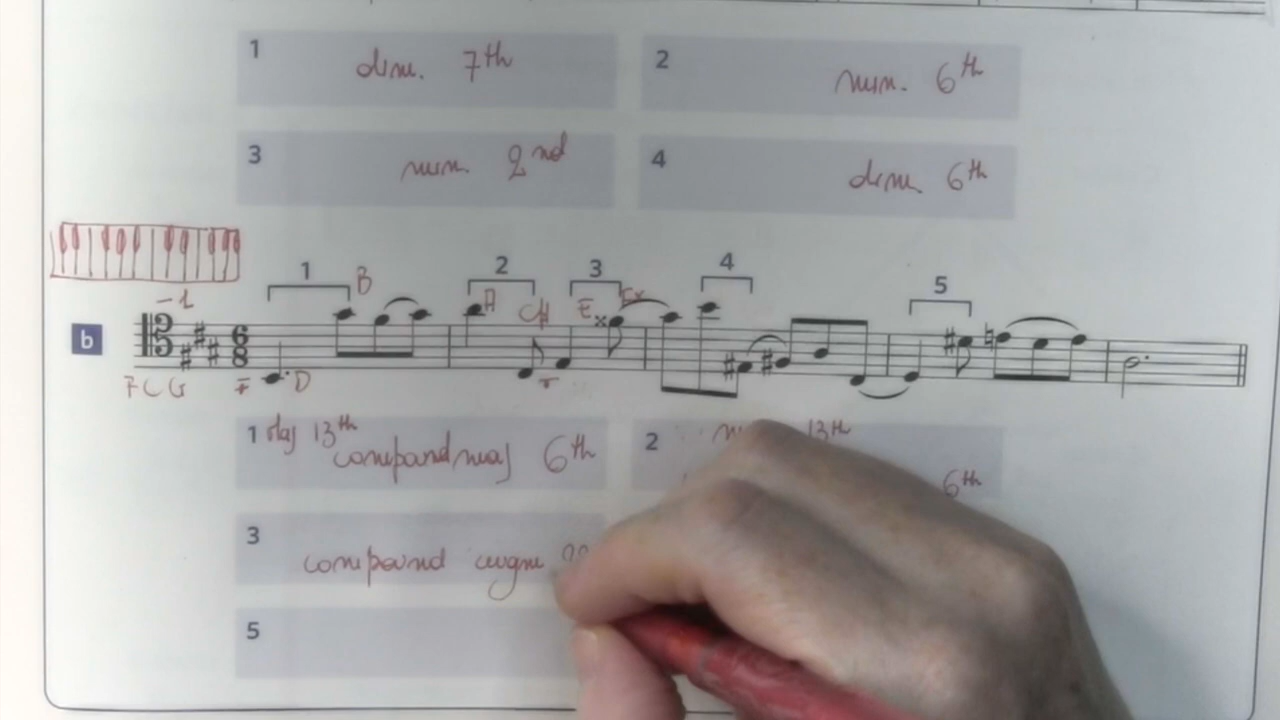 1 dim. 7th
2 min. 6th
3 min. 2nd
4 dim. 6th
1
2
3
4
5
-1
B
A
C#
E
Fx
b
6
8
F C G
F
D
1 Maj 13th
compound maj 6th
2
13th
6th
3
compound augm
5